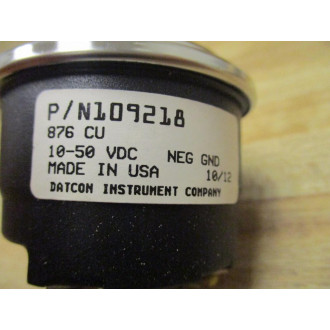 P/N109218
876 CU
10-50 VDC NEG GND
MADE IN USA 10/12
DATCON INSTRUMENT COMPANY